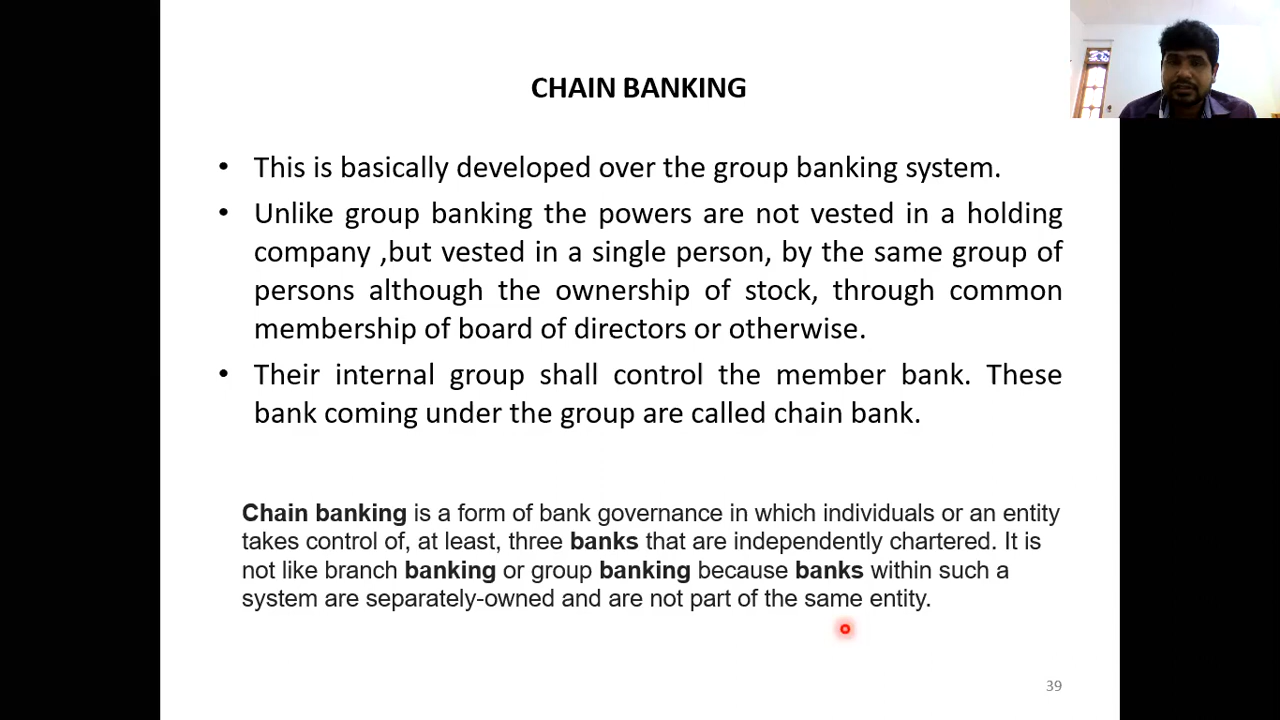 CHAIN BANKING
• This is basically developed over the group banking system.
• Unlike group banking the powers are not vested in a holding
company ,but vested in a single person, by the same group of
persons although the ownership of stock, through common
membership of board of directors or otherwise.
• Their internal group shall control the member bank. These
bank coming under the group are called chain bank.
Chain banking is a form of bank governance in which individuals or an entity
takes control of, at least, three banks that are independently chartered. It is
not like branch banking or group banking because banks within such a
system are separately-owned and are not part of the same entity.
39